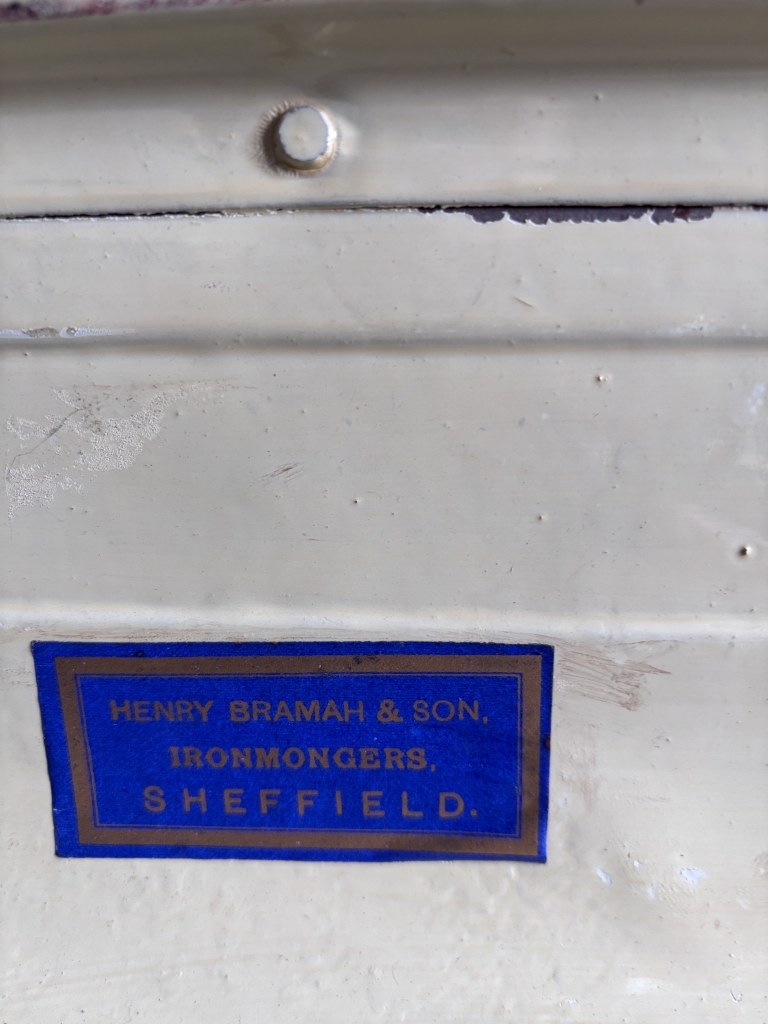 HENRY BRAMAH & SON,
IRONMONGERS,
SHEFFIELD.